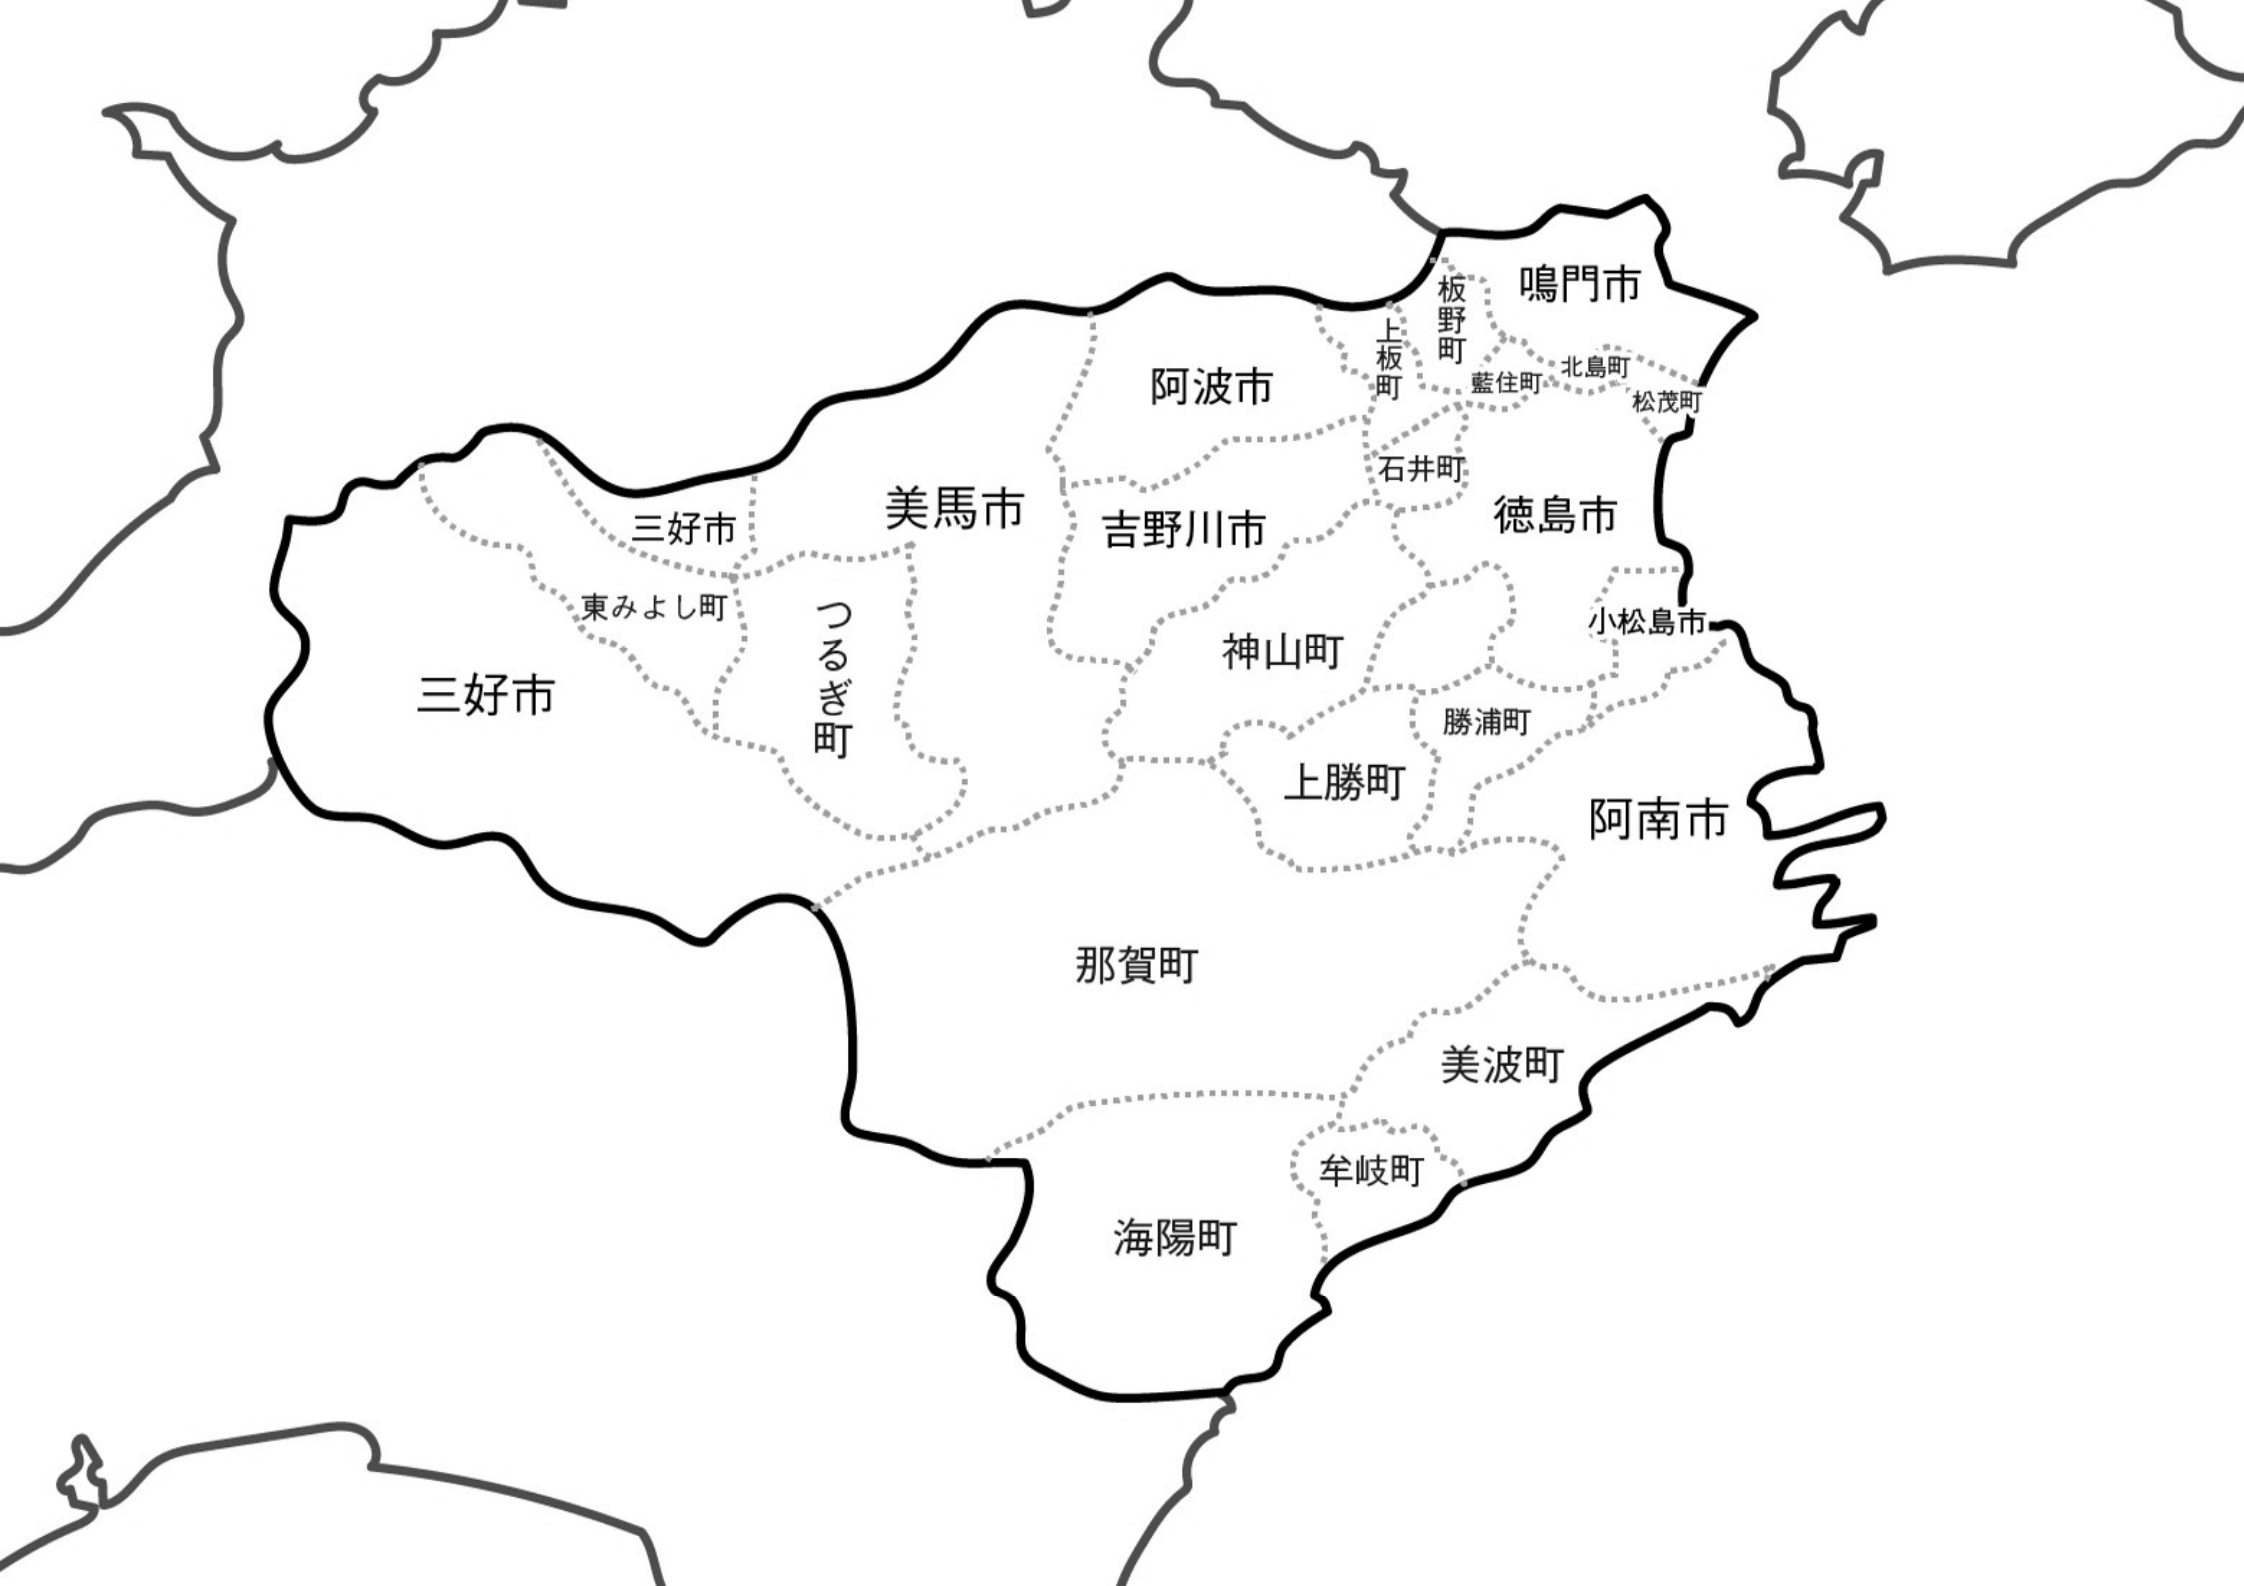 鳴門市
板野町
上板町
北島町
藍住町
松茂町
阿波市
石井町
美馬市
徳島市
三好市
吉野川市
東みよし町
つるぎ町
小松島市
神山町
三好市
勝浦町
上勝町
阿南市
那賀町
美波町
牟岐町
海陽町